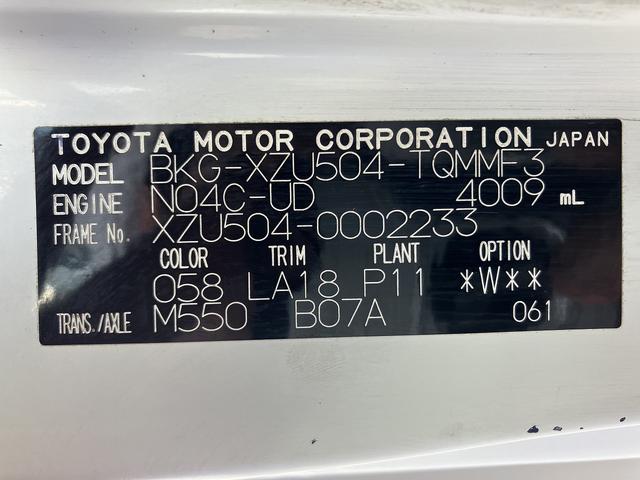 TOYOTA MOTOR CORPORATION JAPAN
MODEL BKG-XZU504-TQMMF3
ENGINE N04C-UD 4009 mL
FRAME No. XZU504-0002233
COLOR TRIM PLANT OPTION
058 LA18 P11 *W**
TRANS./AXLE M550 B07A 061